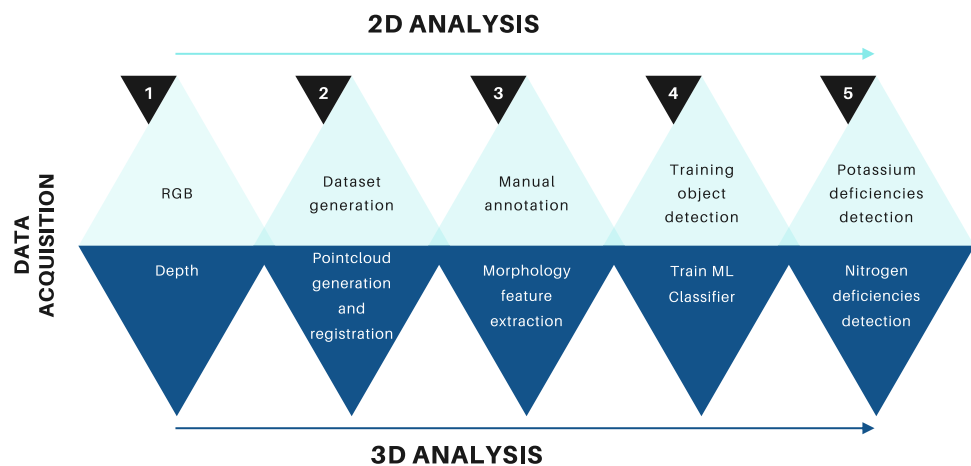 2D ANALYSIS
1
2
3
4
5
RGB
Dataset
generation
Manual
annotation
Training
object
detection
Potassium
deficiencies
detection
DATA
ACQUISITION
Depth
Pointcloud
generation
and
registration
Morphology
feature
extraction
Train ML
Classifier
Nitrogen
deficiencies
detection
3D ANALYSIS